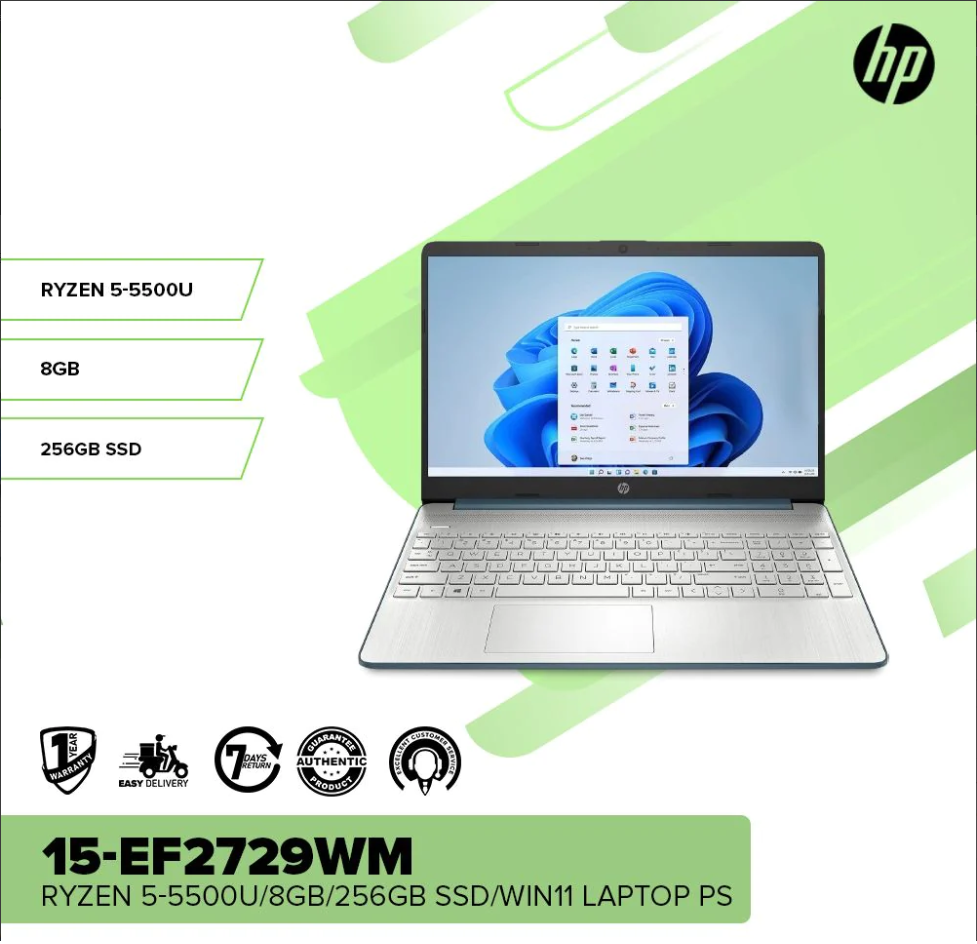 hp
RYZEN 5-5500U
8GB
256GB SSD
hp
1 YEAR
WARRANTY
EASY DELIVERY
7 DAYS
RETURN
GUARANTEE
AUTHENTIC
PRODUCT
EXCELLENT CUSTOMER SERVICE
15-EF2729WM
RYZEN 5-5500U/8GB/256GB SSD/WIN11 LAPTOP PS